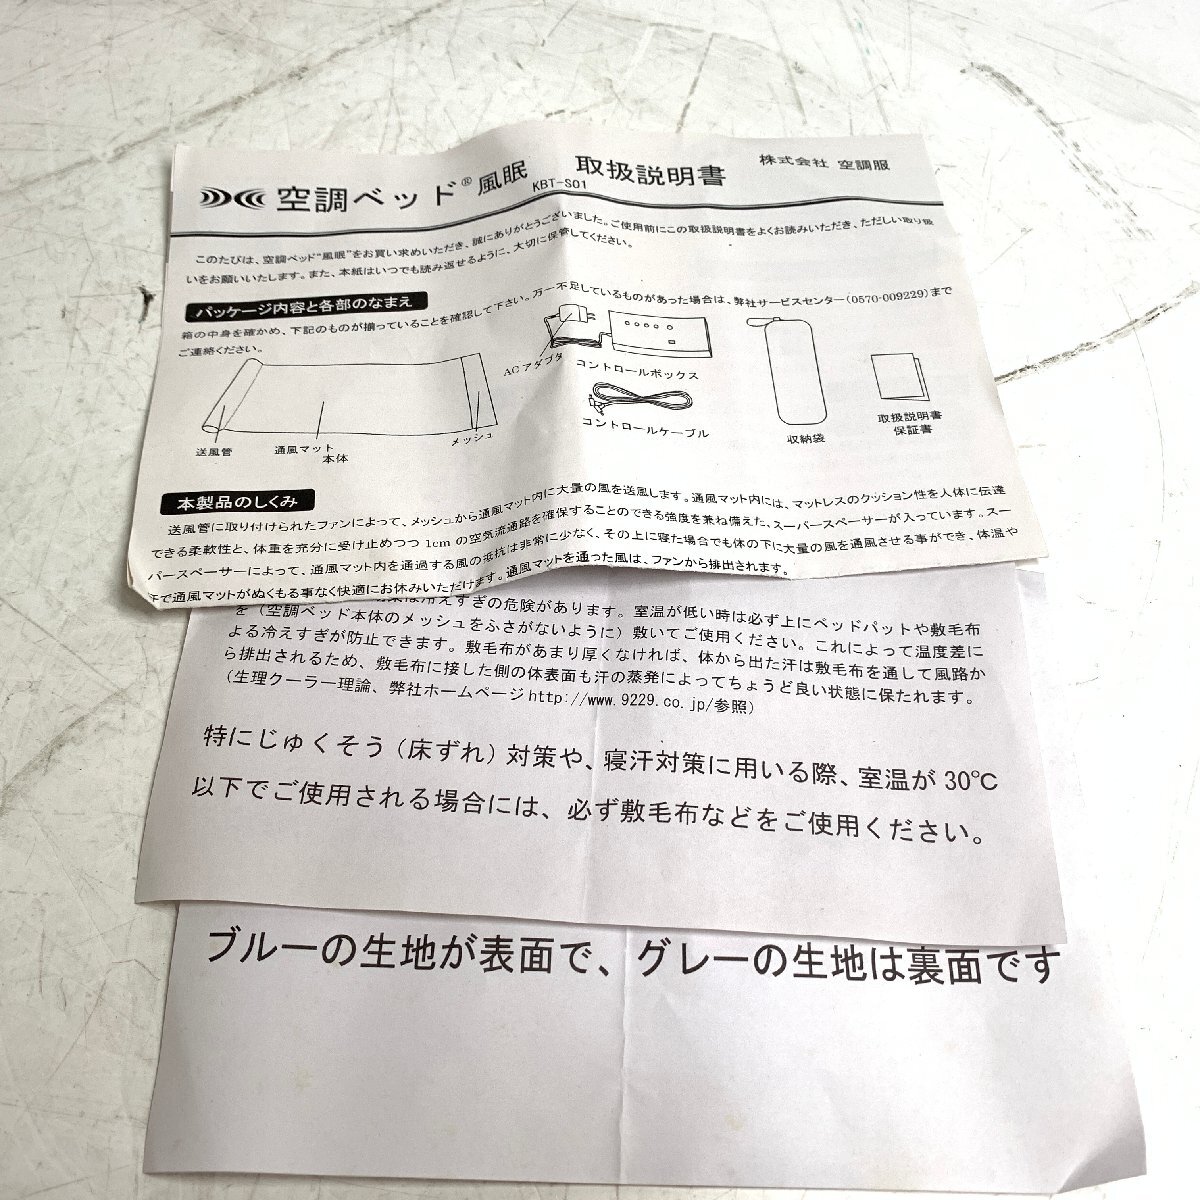 空調ベッド®風眠 KBT-S01 取扱説明書 株式会社 空調服
このたびは、空調ベッド"風眠"をお買い求めいただき、誠にありがとうございました。ご使用前にこの取扱説明書をよくお読みいただき、ただしい取り扱
いをお願いいたします。また、本紙はいつでも読み返せるように、大切に保管してください。
パッケージ内容と各部のなまえ
箱の中身を確かめ、下記のものが揃っていることを確認して下さい。万一不足しているものがあった場合は、弊社サービスセンター(0570-009229)まで
ご連絡ください。
ACアダプタ
コントロールボックス
コントロールケーブル
収納袋
取扱説明書
保証書
送風管
通風マット
本体
メッシュ
本製品のしくみ
送風管に取り付けられたファンによって、メッシュから通風マット内に大量の風を送風します。通風マット内には、マットレスのクッション性を人体に伝達
できる柔軟性と、体重を充分に受け止めつつ1cmの空気流通路を確保することのできる強度を兼ね備えた、スーパースペーサーが入っています。スー
パースペーサーによって、通風マット内を通過する風の抵抗は非常に少なく、その上に寝た場合でも体の下に大量の風を通風させる事ができ、体温や
で通風マットがぬくもる事なく快適にお休みいただけます。通風マットを通った風は、ファンから排出されます。
冷えすぎの危険があります。室温が低い時は必ず上にベッドパットや敷毛布
を(空調ベッド本体のメッシュをふさがないように)敷いてご使用ください。これによって温度差に
よる冷えすぎが防止できます。敷毛布があまり厚くなければ、体から出た汗は敷毛布を通して風路か
ら排出されるため、敷毛布に接した側の体表面も汗の蒸発によってちょうど良い状態に保たれます。
(生理クーラー理論、弊社ホームページhttp://www.9229.co.jp/参照)
特にじゅくそう(床ずれ)対策や、寝汗対策に用いる際、室温が30℃
以下でご使用される場合には、必ず敷毛布などをご使用ください。
ブルーの生地が表面で、グレーの生地は裏面です